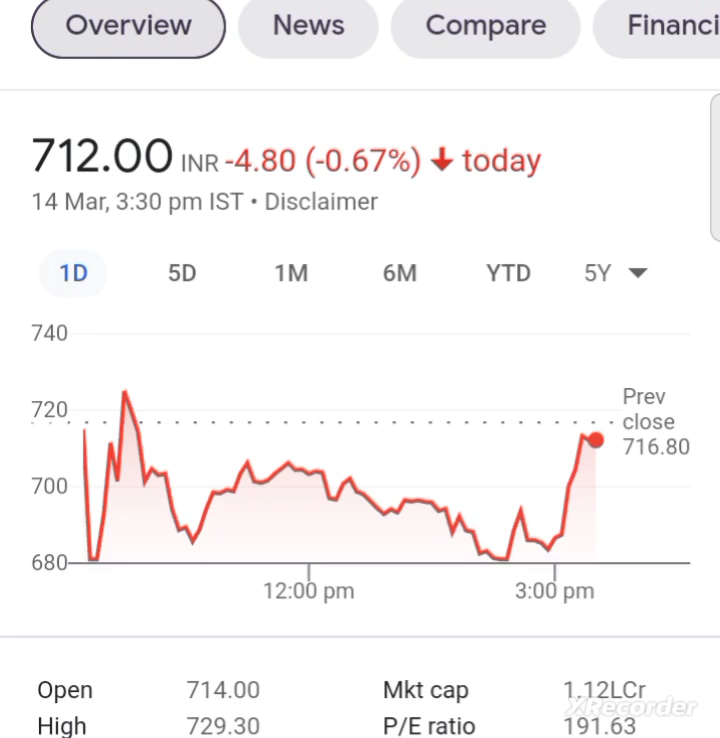 Overview News Compare Financi
712.00 INR -4.80 (-0.67%) ↓ today
14 Mar, 3:30 pm IST • Disclaimer
1D 5D 1M 6M YTD 5Y
740
720
700
680
Prev
close
716.80
12:00 pm 3:00 pm
Open 714.00 Mkt cap 1.12LCr
High 729.30 P/E ratio 191.63
XRecorder